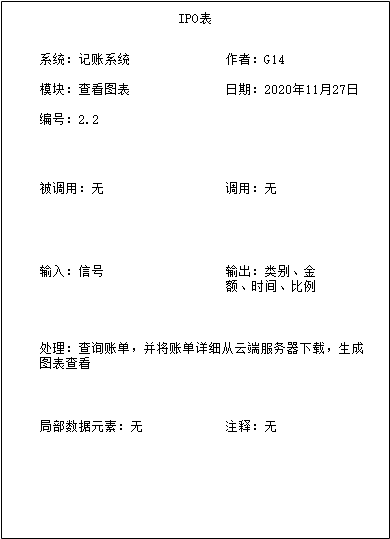 IPO表
系统：记账系统 作者：G14
模块：查看图表 日期：2020年11月27日
编号：2.2
被调用：无 调用：无
输入：信号 输出：类别、金
额、时间、比例
处理：查询账单，并将账单详细从云端服务器下载，生成
图表查看
局部数据元素：无 注释：无